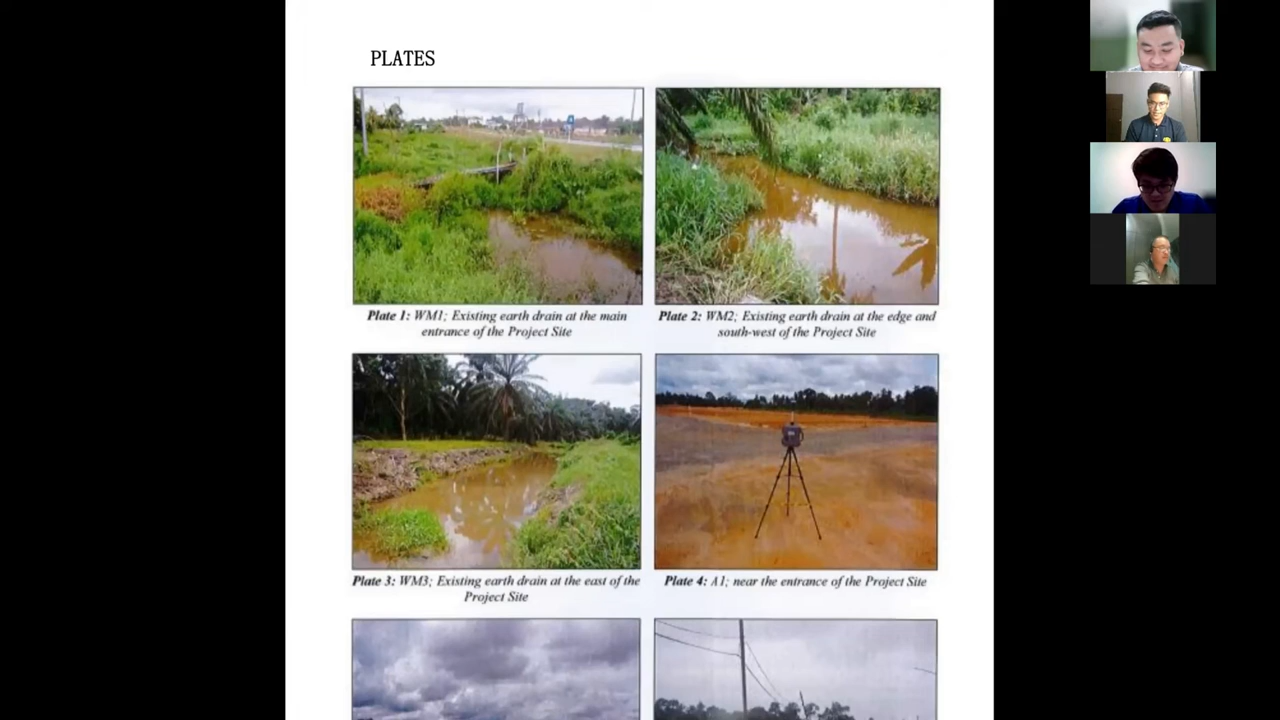 PLATES
Plate 1: WM1; Existing earth drain at the main
entrance of the Project Site
Plate 2: WM2; Existing earth drain at the edge and
south-west of the Project Site
Plate 3: WM3; Existing earth drain at the east of the
Project Site
Plate 4: A1; near the entrance of the Project Site